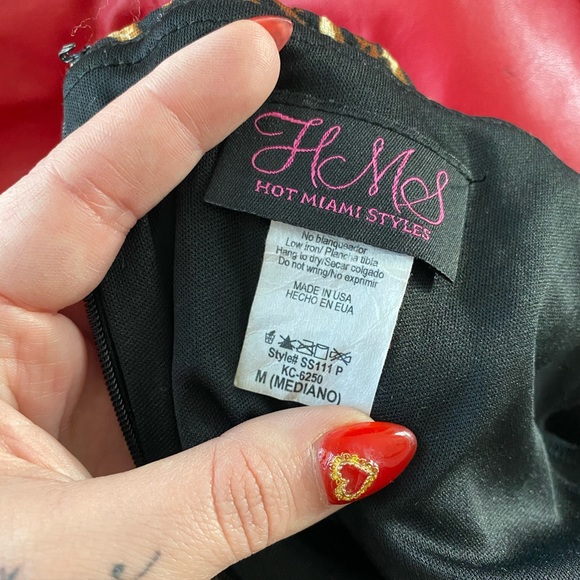 HMS
HOT MIAMI STYLES
No blanqueador
Low iron/ Plancha tibia
Hang to dry/Secar colgado
Do not wring/No exprimir
MADE IN USA
HECHO EN EUA
Style# SS111 P
KC-6250
M (MEDIANO)